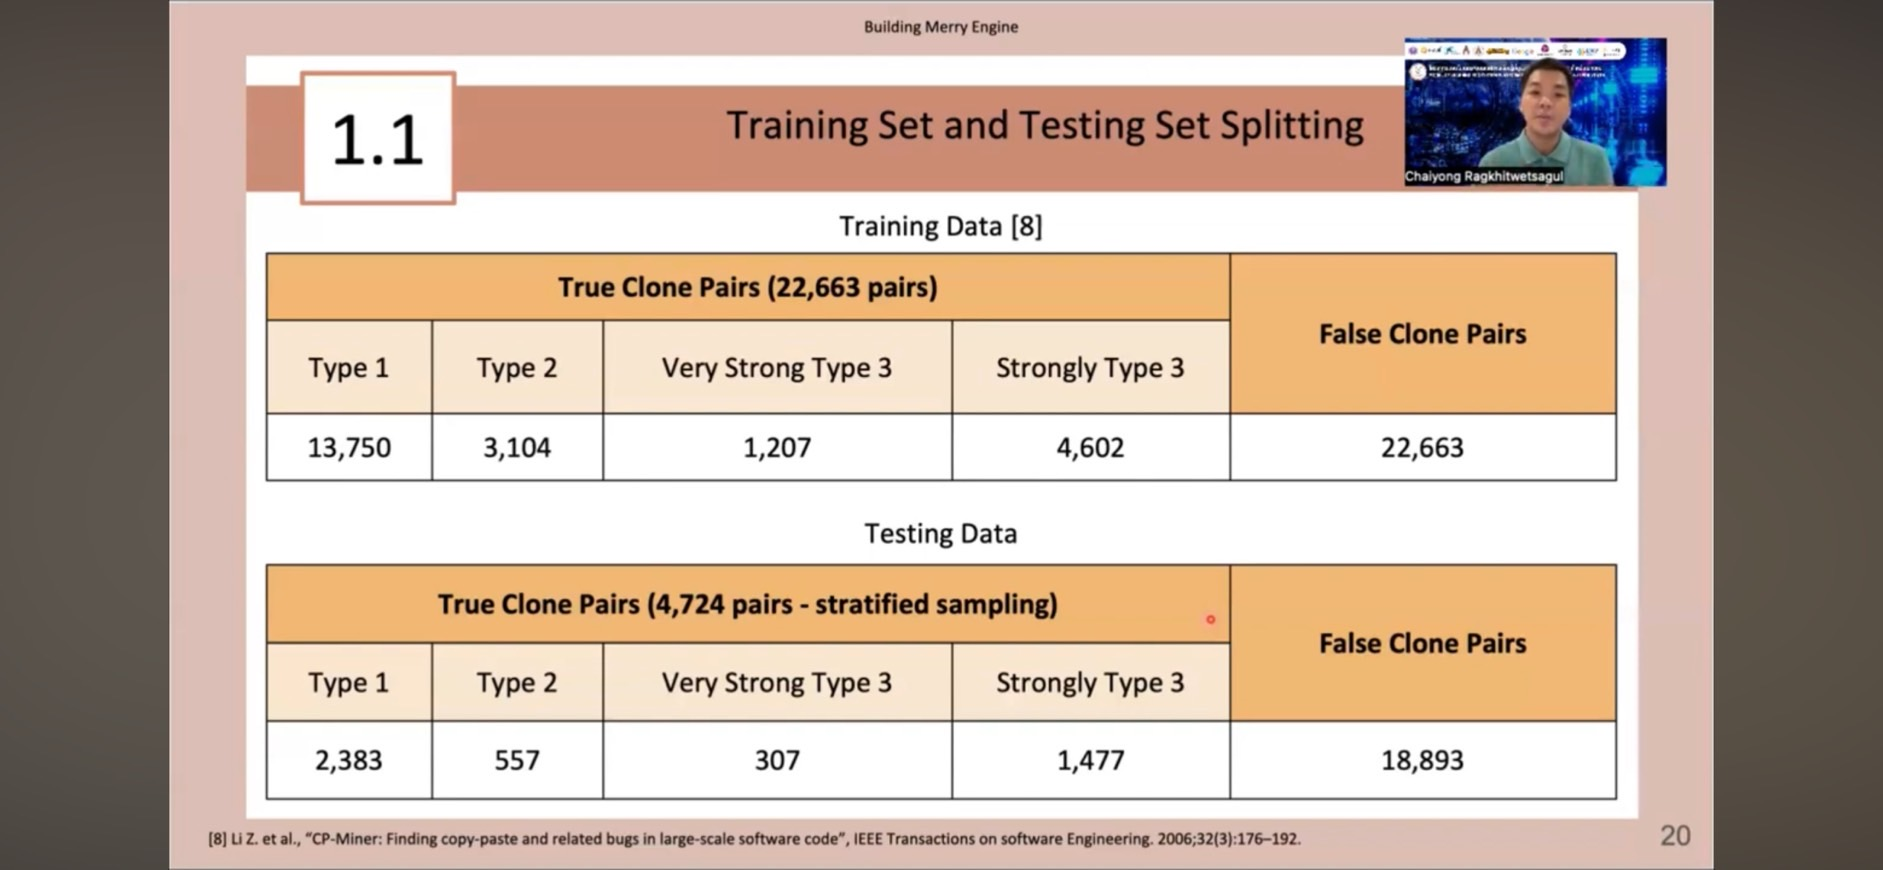 Building Merry Engine
1.1
Training Set and Testing Set Splitting
Chaiyong Ragkhitwetsagul
Training Data [8]
True Clone Pairs (22,663 pairs)
False Clone Pairs
Type 1
Type 2
Very Strong Type 3
Strongly Type 3
13,750
3,104
1,207
4,602
22,663
Testing Data
True Clone Pairs (4,724 pairs - stratified sampling)
False Clone Pairs
Type 1
Type 2
Very Strong Type 3
Strongly Type 3
2,383
557
307
1,477
18,893
[8] Li Z. et al., “CP-Miner: Finding copy-paste and related bugs in large-scale software code”, IEEE Transactions on software Engineering. 2006;32(3):176–192.
20